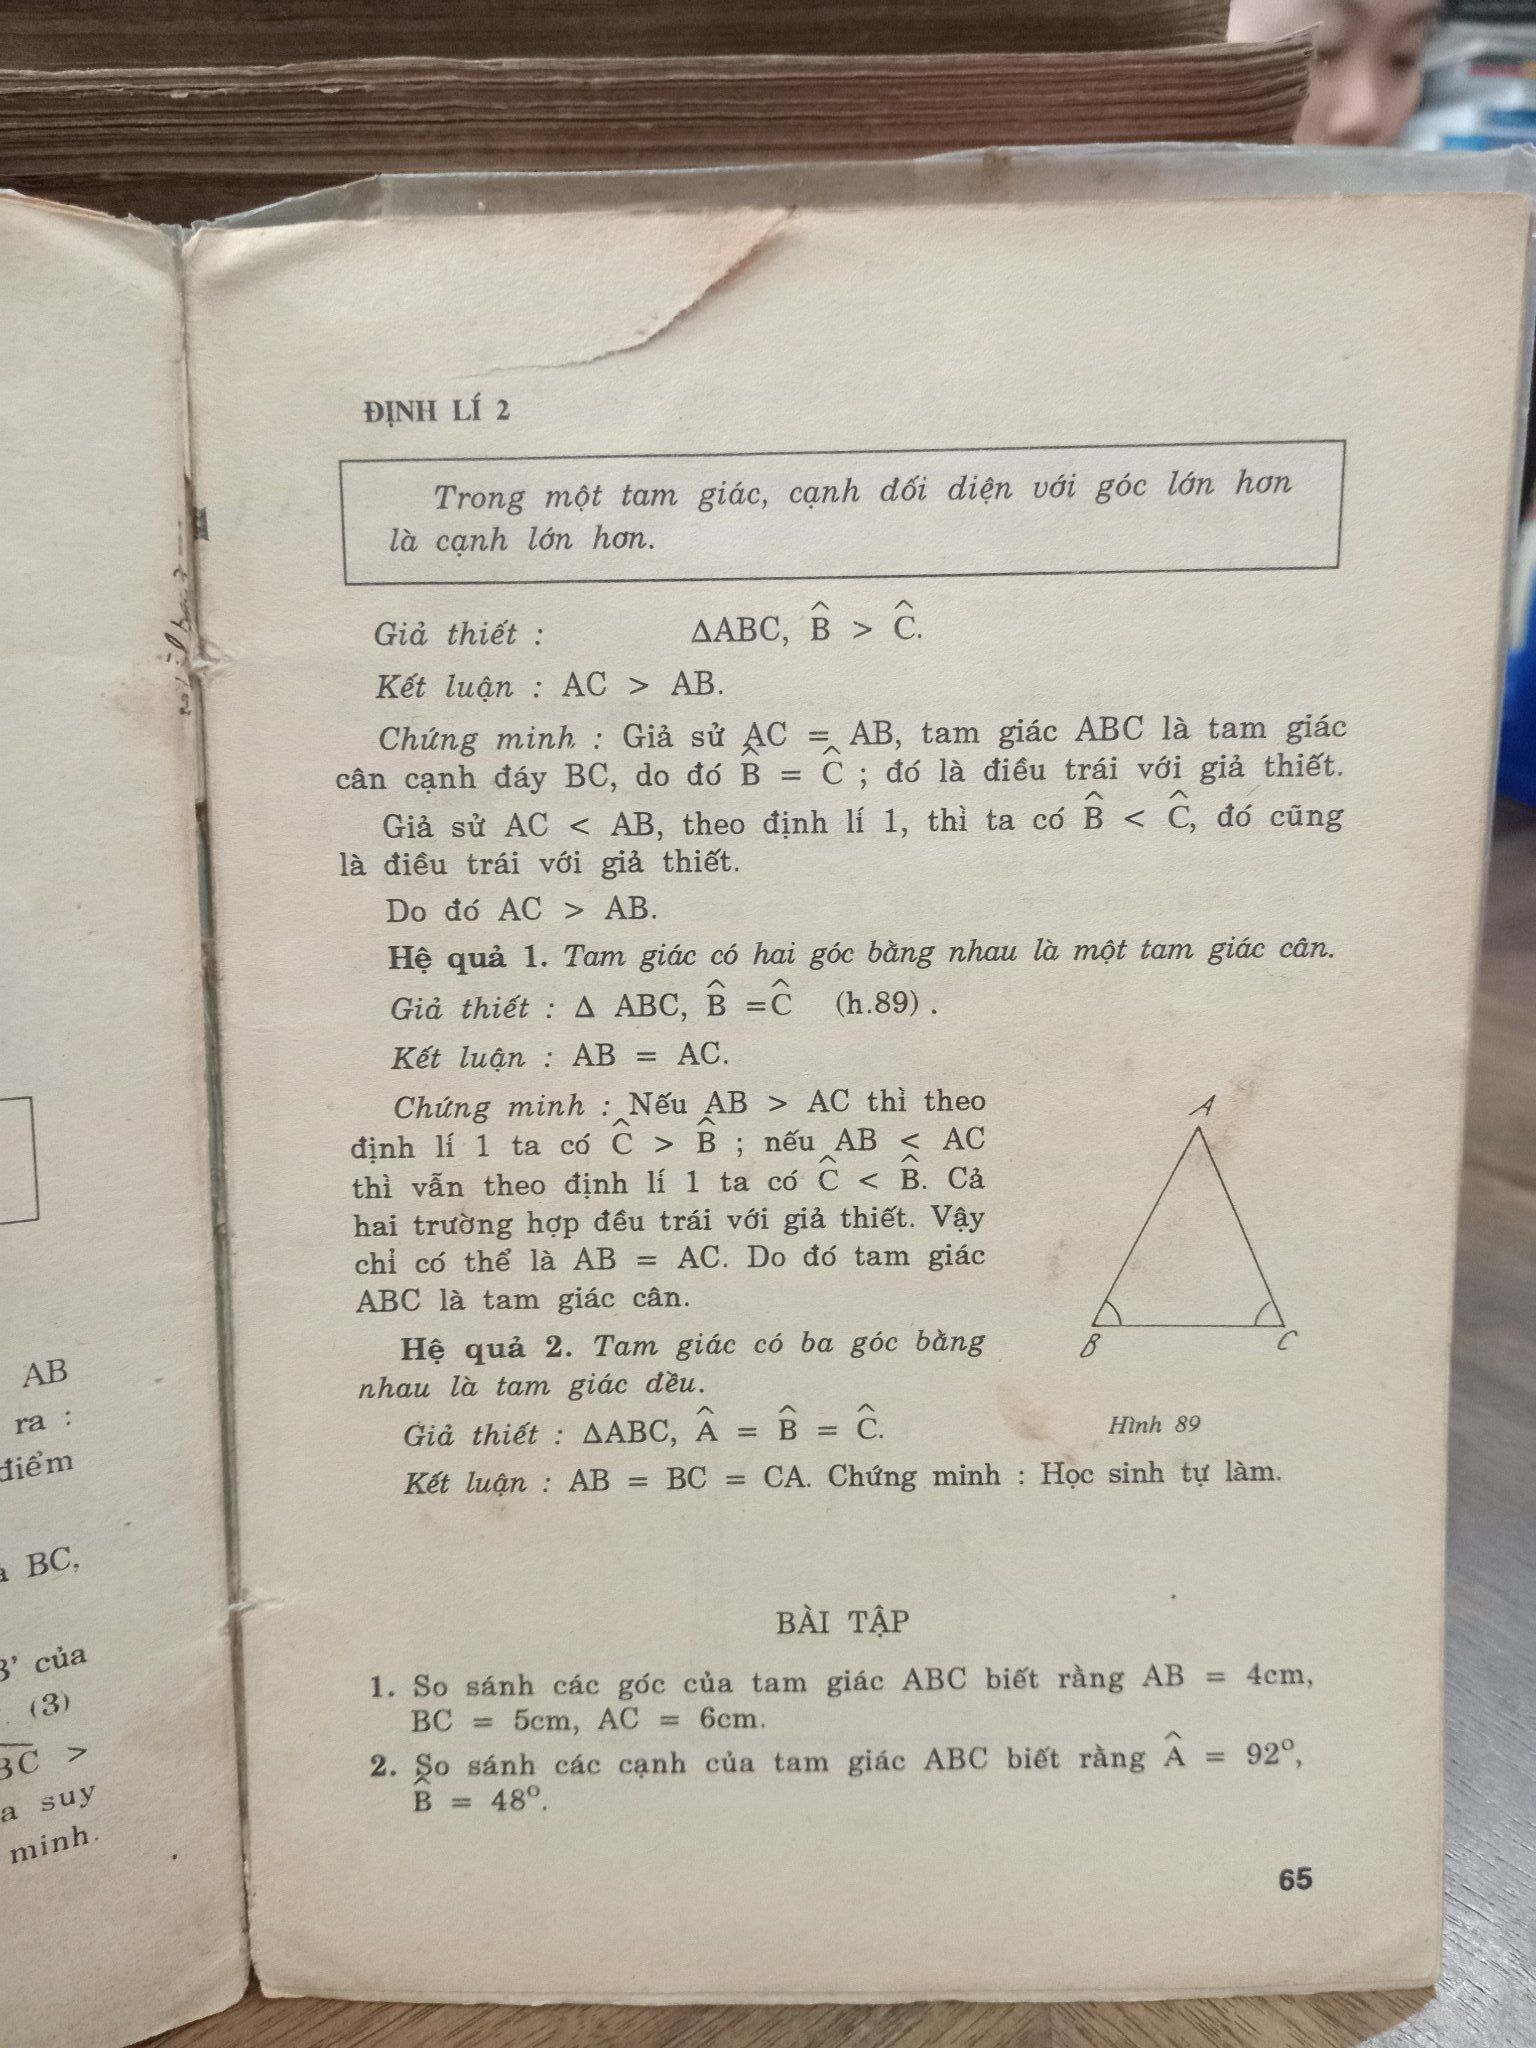 AB
ra :
điểm
BC,
B' của
(3)
BC >
a suy
minh.
ĐỊNH LÍ 2
Trong một tam giác, cạnh đối diện với góc lớn hơn
là cạnh lớn hơn.
Giả thiết : ΔABC, B̂ > Ĉ.
Kết luận : AC > AB.
Chứng minh : Giả sử AC = AB, tam giác ABC là tam giác
cân cạnh đáy BC, do đó B̂ = Ĉ ; đó là điều trái với giả thiết.
Giả sử AC < AB, theo định lí 1, thì ta có B̂ < Ĉ, đó cũng
là điều trái với giả thiết.
Do đó AC > AB.
Hệ quả 1. Tam giác có hai góc bằng nhau là một tam giác cân.
Giả thiết : Δ ABC, B̂ =Ĉ (h.89) .
Kết luận : AB = AC.
Chứng minh : Nếu AB > AC thì theo
định lí 1 ta có Ĉ > B̂ ; nếu AB < AC
thì vẫn theo định lí 1 ta có Ĉ < B̂. Cả
hai trường hợp đều trái với giả thiết. Vậy
chỉ có thể là AB = AC. Do đó tam giác
ABC là tam giác cân.
A
B C
Hình 89
Hệ quả 2. Tam giác có ba góc bằng
nhau là tam giác đều.
Giả thiết : ΔABC, Â = B̂ = Ĉ.
Kết luận : AB = BC = CA. Chứng minh : Học sinh tự làm.
BÀI TẬP
1. So sánh các góc của tam giác ABC biết rằng AB = 4cm,
BC = 5cm, AC = 6cm.
2. So sánh các cạnh của tam giác ABC biết rằng Â = 92°,
B̂ = 48°.
65